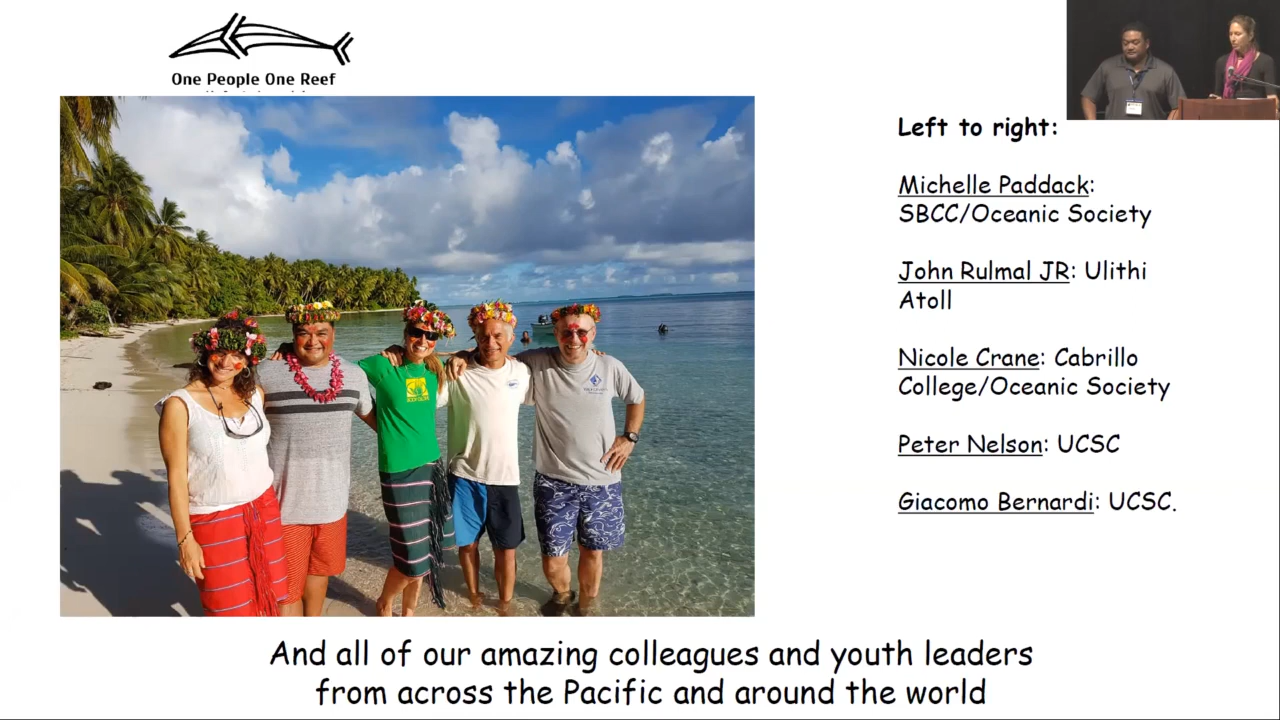 One People One Reef
Left to right:
Michelle Paddack:
SBCC/Oceanic Society
John Rulmal JR: Ulithi
Atoll
Nicole Crane: Cabrillo
College/Oceanic Society
Peter Nelson: UCSC
Giacomo Bernardi: UCSC.
And all of our amazing colleagues and youth leaders
from across the Pacific and around the world